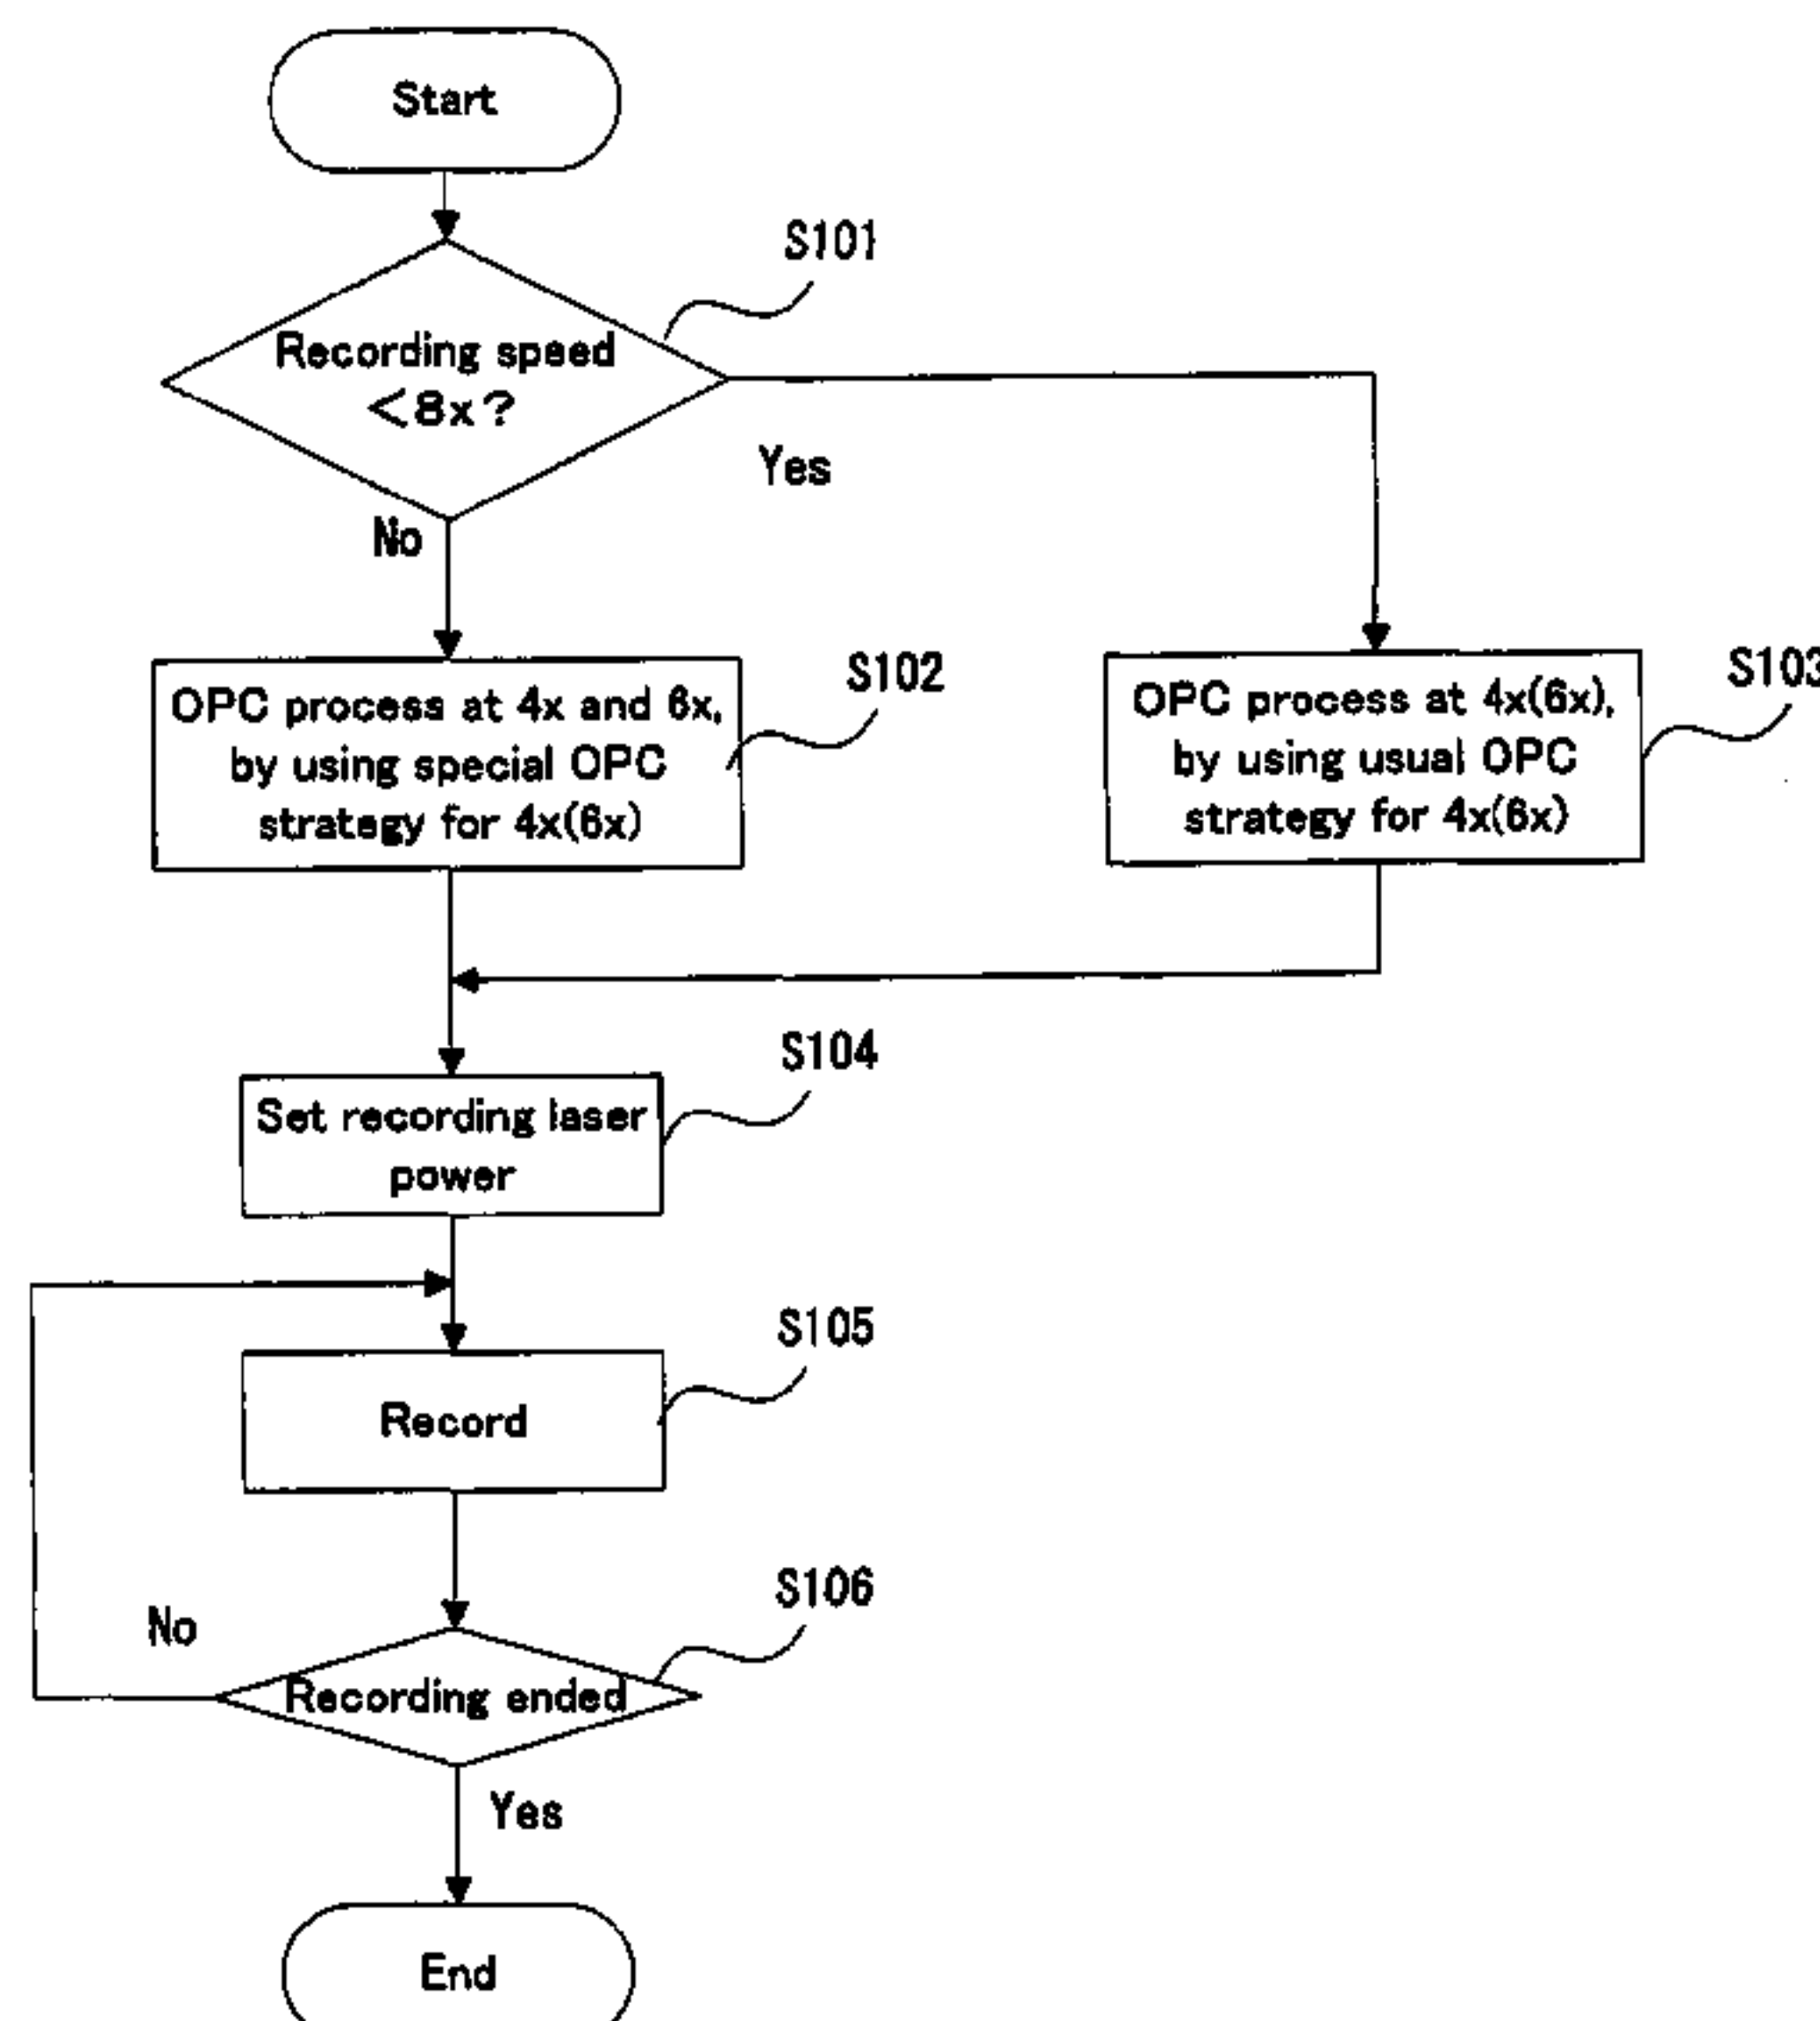 Start
S101
Recording speed
<8x?
Yes
No
S102
OPC process at 4x and 6x,
by using special OPC
strategy for 4x(6x)
S103
OPC process at 4x(6x),
by using usual OPC
strategy for 4x(6x)
S104
Set recording laser
power
S105
Record
S106
No
Recording ended
Yes
End